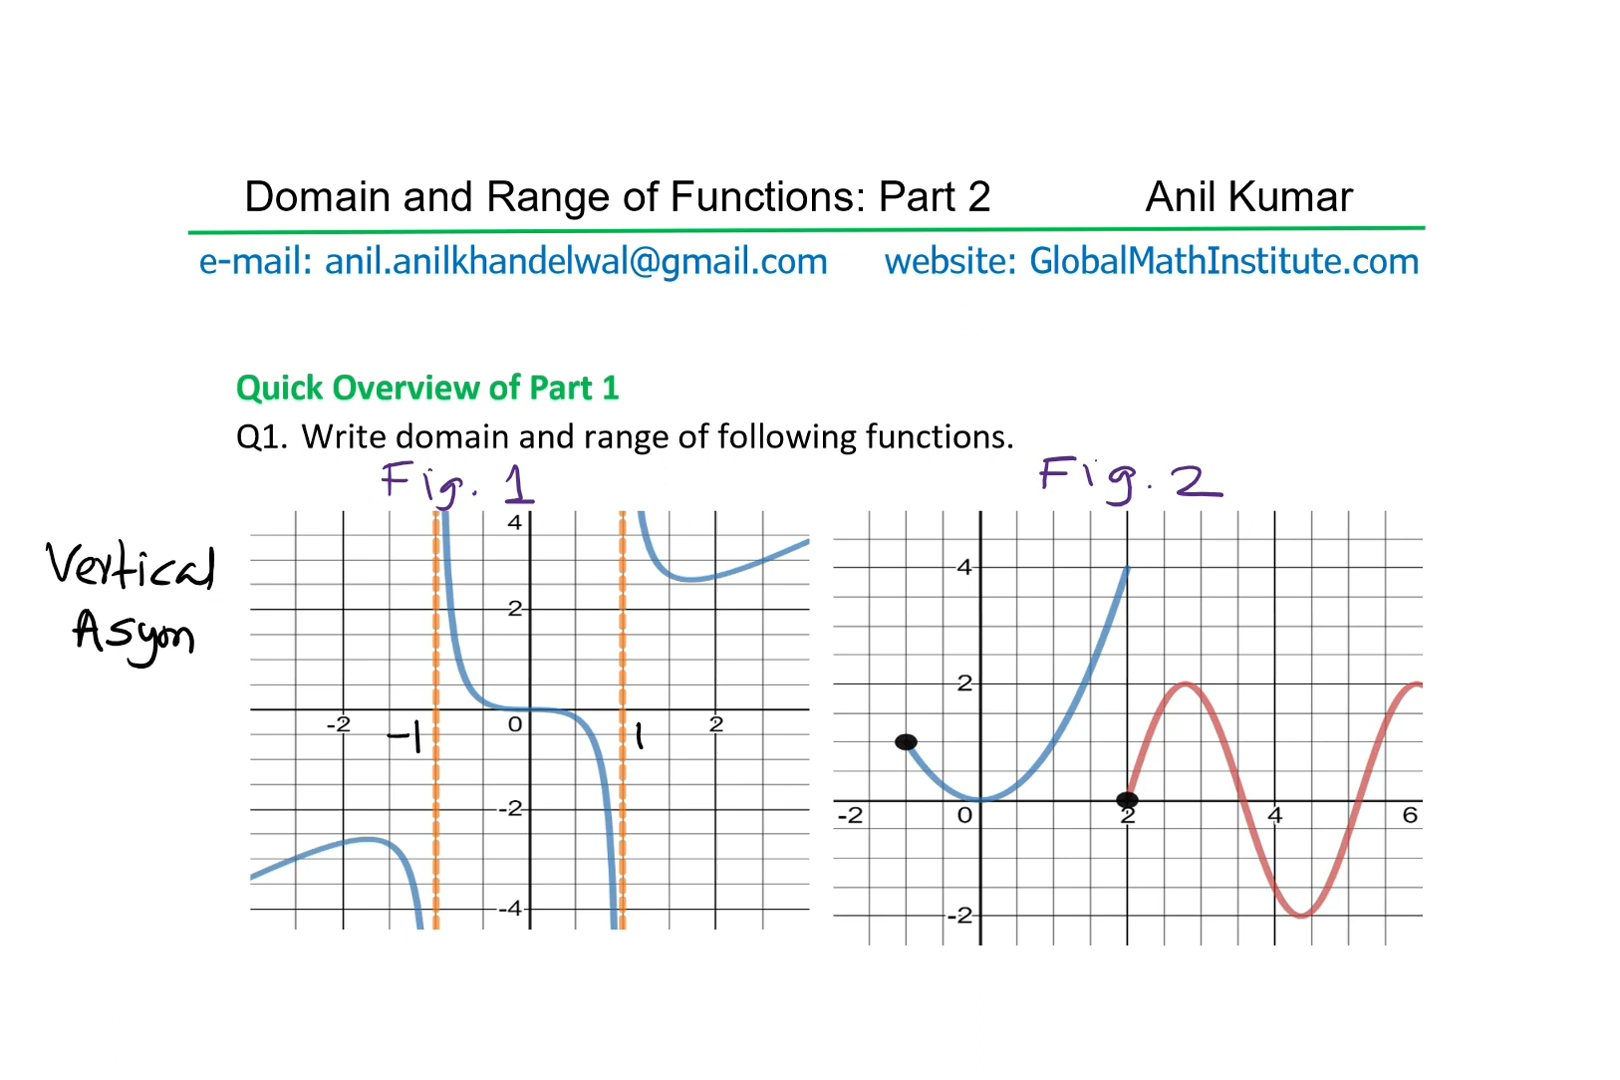 Domain and Range of Functions: Part 2 Anil Kumar
e-mail: anil.anilkhandelwal@gmail.com website: GlobalMathInstitute.com
Quick Overview of Part 1
Q1. Write domain and range of following functions.
Fig. 1 Fig. 2
Vertical
Asym
4
2
-2 -1 0 1 2
-2
-4
4
2
-2 0 2 4 6
-2